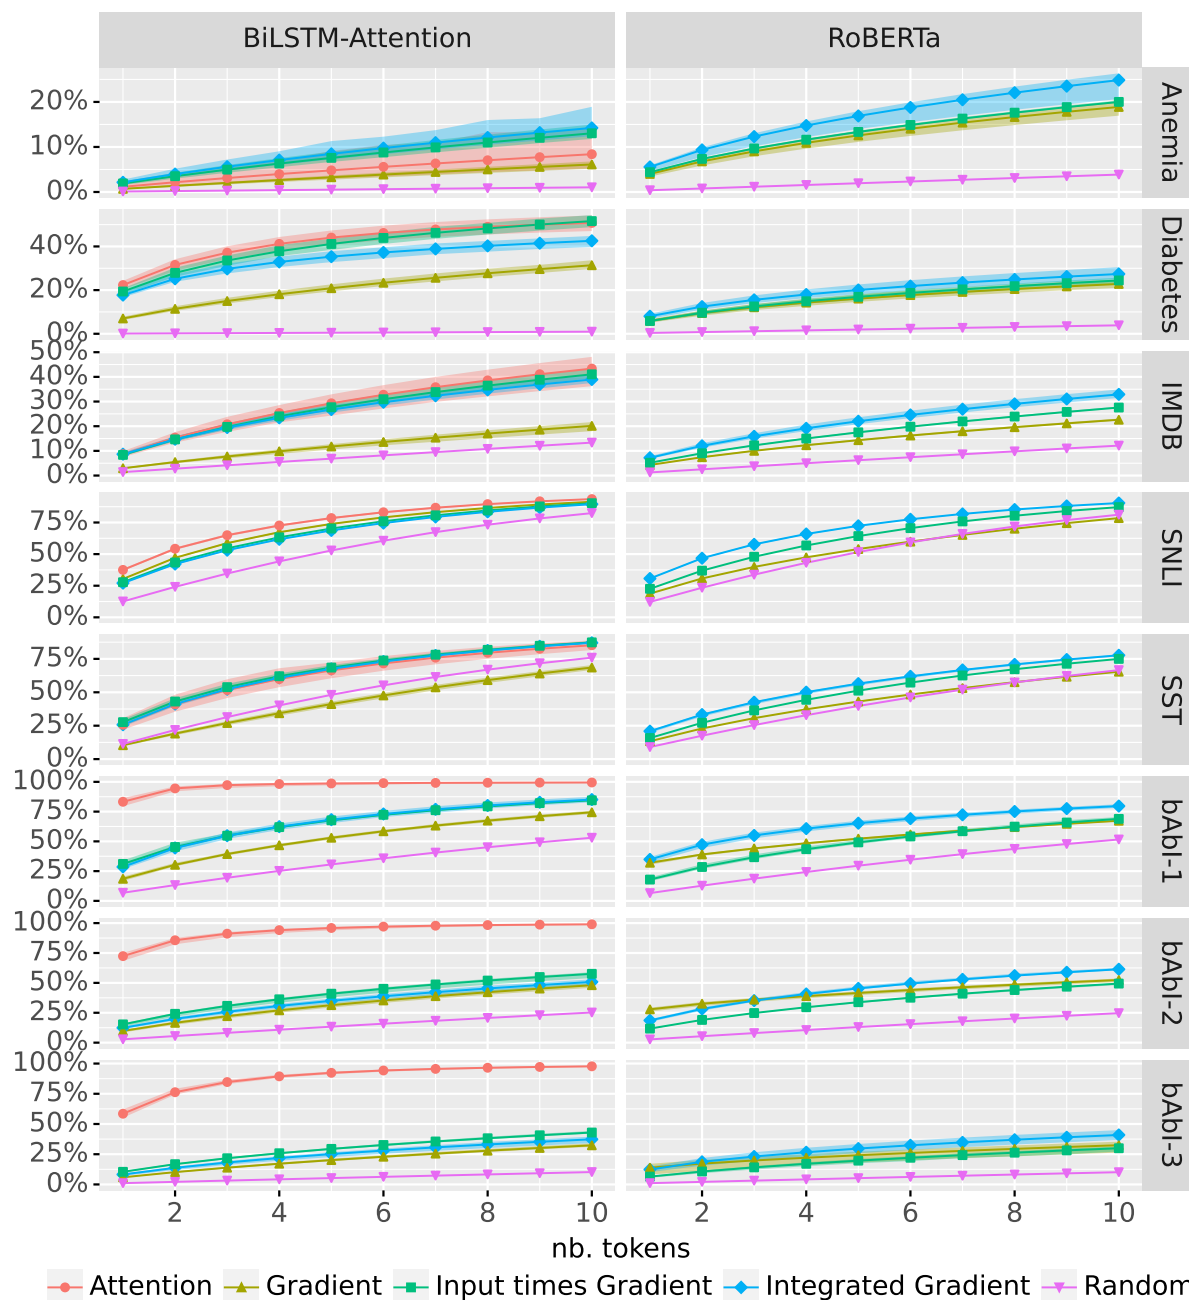 BiLSTM-Attention
RoBERTa
20%
10%
0%
Anemia
40%
20%
0%
Diabetes
50%
40%
30%
20%
10%
0%
IMDB
75%
50%
25%
0%
SNLI
75%
50%
25%
0%
SST
100%
75%
50%
25%
0%
bAbI-1
100%
75%
50%
25%
0%
bAbI-2
100%
75%
50%
25%
0%
bAbI-3
2 4 6 8 10 2 4 6 8 10
nb. tokens
Attention Gradient Input times Gradient Integrated Gradient Random